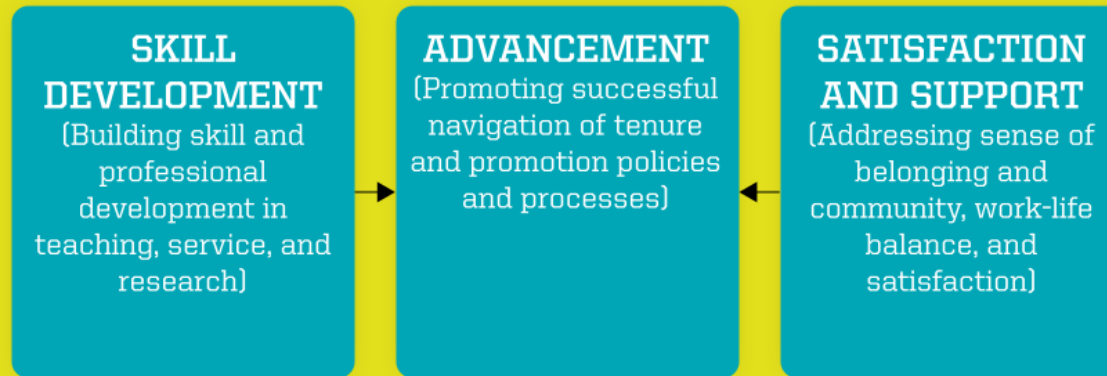 SKILL
DEVELOPMENT
(Building skill and
professional
development in
teaching, service, and
research)
ADVANCEMENT
(Promoting successful
navigation of tenure
and promotion policies
and processes)
SATISFACTION
AND SUPPORT
(Addressing sense of
belonging and
community, work-life
balance, and
satisfaction)